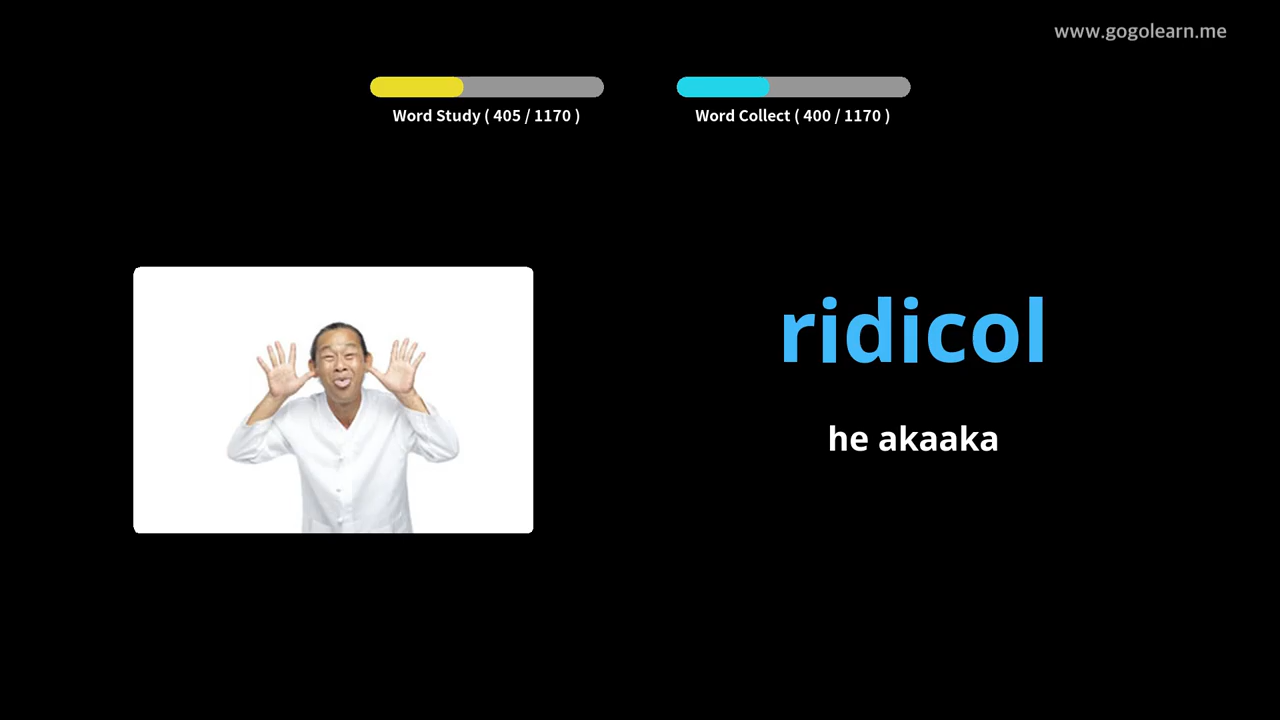 www.gogolearn.me
Word Study ( 405 / 1170 )
Word Collect ( 400 / 1170 )
ridicol
he akaaka